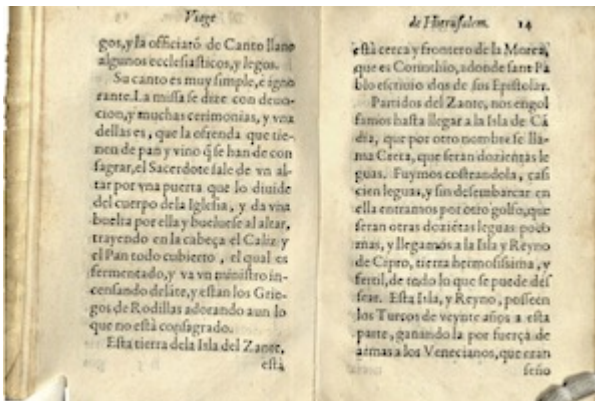 Viage
gos, y la officiarō de Canto llano
algunos ecclesiasticos, y legos.
Su canto es muy simple, e igno
rante. La missa se dize con deuo-
cion, y muchas cerimonias, y vna
dellas es, que la ofrenda que tie-
nen de pan y vino q̃ se han de con
sagrar, el Sacerdote sale de vn al-
tar por vna puerta que lo diuide
del cuerpo de la Iglesia, y da vna
buelta por ella y bueluese al altar,
trayendo en la cabeça el Caliz y
el Pan todo cubierto, el qual es
fermentado, y va vn ministro in-
censando delāte, y estan los Grie-
gos de Rodillas adorando aun lo
que no està consagrado.
Esta tierra dela Isla del Zante,
està
de Hierusalem. 14
està cerca y frontero de la Morea,
que es Corinthio, adonde sant Pa
blo escriuio dos de sus Epistolas.
Partidos del Zante, nos engol
famos hasta llegar a la Isla de Cā
dia, que por otro nombre se lla-
ma Creta, que seran dozientas le
guas. Fuymos costeandola, casi
cien leguas, y sin desembarcar en
ella entramos por otro golfo, que
seran otras doziētas leguas poco
mas, y llegamos a la Isla y Reyno
de Cipro, tierra hermosissima, y
fertil, de todo lo que se puede des
sear. Esta Isla, y Reyno, posseen
los Turcos de veynte años a esta
parte, ganando la por fuerça de
armas a los Venecianos, que eran
seño